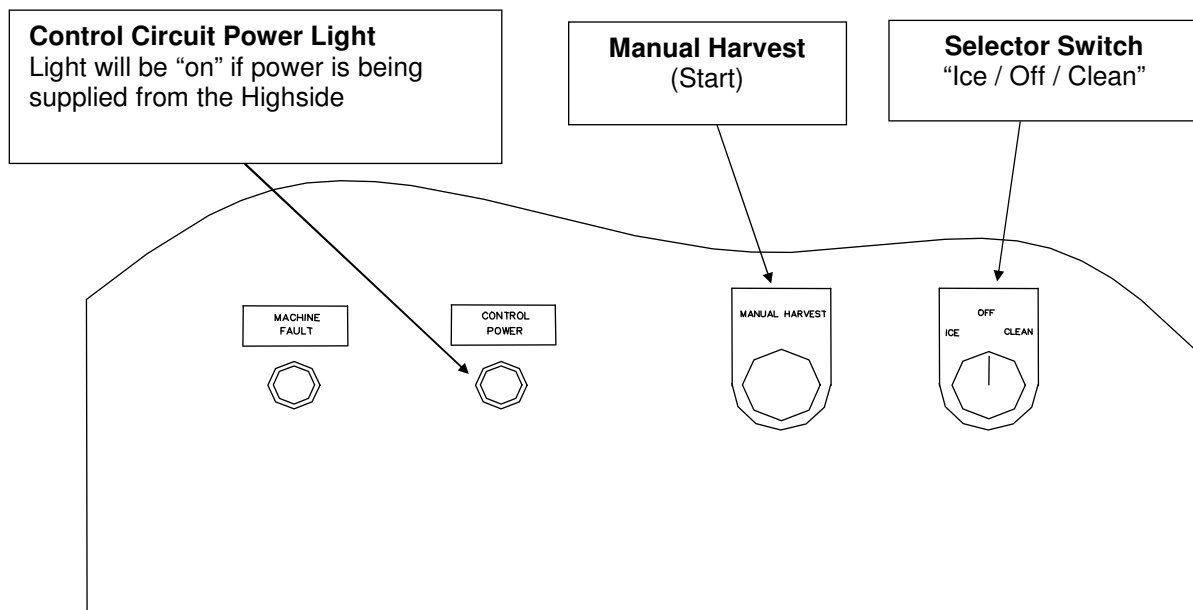 Control Circuit Power Light
Light will be “on” if power is being
supplied from the Highside
Manual Harvest
(Start)
Selector Switch
“Ice / Off / Clean”
MACHINE
FAULT
CONTROL
POWER
MANUAL HARVEST
OFF
ICE
CLEAN